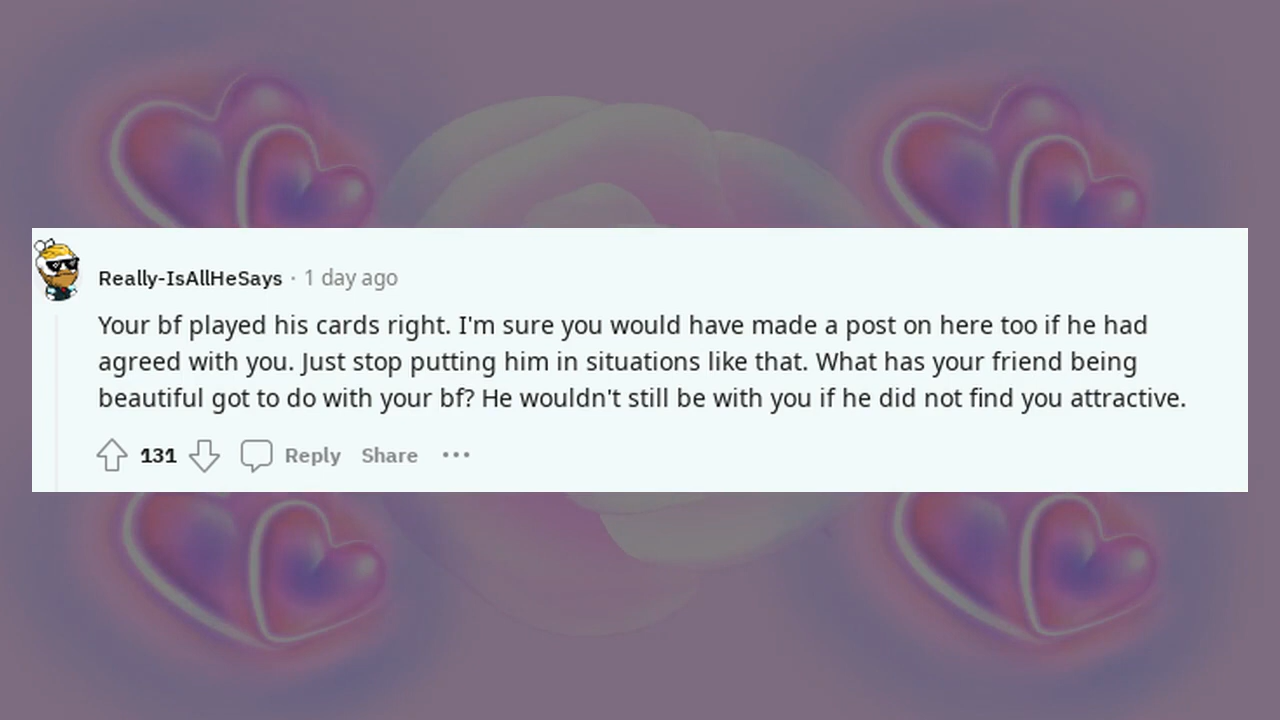 Really-IsAllHeSays · 1 day ago
Your bf played his cards right. I'm sure you would have made a post on here too if he had
agreed with you. Just stop putting him in situations like that. What has your friend being
beautiful got to do with your bf? He wouldn't still be with you if he did not find you attractive.
131 Reply Share ···